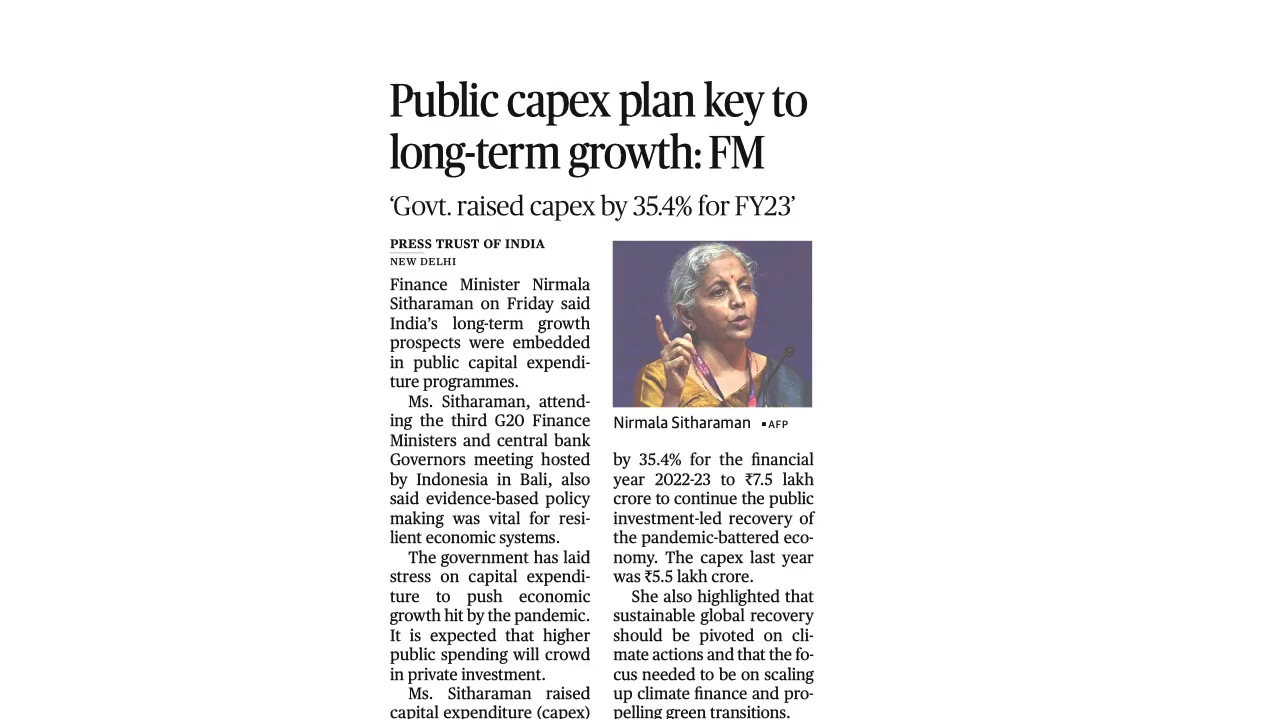 Public capex plan key to
long-term growth: FM
‘Govt. raised capex by 35.4% for FY23’
PRESS TRUST OF INDIA
NEW DELHI
Finance Minister Nirmala
Sitharaman on Friday said
India’s long-term growth
prospects were embedded
in public capital expendi-
ture programmes.
Ms. Sitharaman, attend-
ing the third G20 Finance
Ministers and central bank
Governors meeting hosted
by Indonesia in Bali, also
said evidence-based policy
making was vital for resi-
lient economic systems.
The government has laid
stress on capital expendi-
ture to push economic
growth hit by the pandemic.
It is expected that higher
public spending will crowd
in private investment.
Ms. Sitharaman raised
capital expenditure (capex)
Nirmala Sitharaman ▪AFP
by 35.4% for the financial
year 2022-23 to ₹7.5 lakh
crore to continue the public
investment-led recovery of
the pandemic-battered eco-
nomy. The capex last year
was ₹5.5 lakh crore.
She also highlighted that
sustainable global recovery
should be pivoted on cli-
mate actions and that the fo-
cus needed to be on scaling
up climate finance and pro-
pelling green transitions.